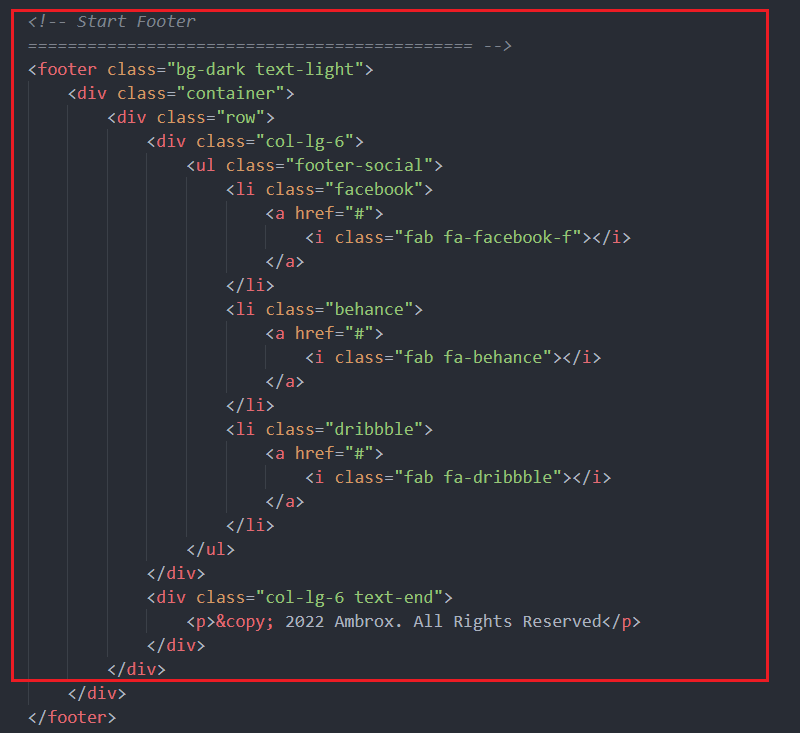 <!-- Start Footer
============================================= -->
<footer class="bg-dark text-light">
    <div class="container">
        <div class="row">
            <div class="col-lg-6">
                <ul class="footer-social">
                    <li class="facebook">
                        <a href="#">
                            <i class="fab fa-facebook-f"></i>
                        </a>
                    </li>
                    <li class="behance">
                        <a href="#">
                            <i class="fab fa-behance"></i>
                        </a>
                    </li>
                    <li class="dribbble">
                        <a href="#">
                            <i class="fab fa-dribbble"></i>
                        </a>
                    </li>
                </ul>
            </div>
            <div class="col-lg-6 text-end">
                <p>&copy; 2022 Ambrox. All Rights Reserved</p>
            </div>
        </div>
    </div>
</footer>